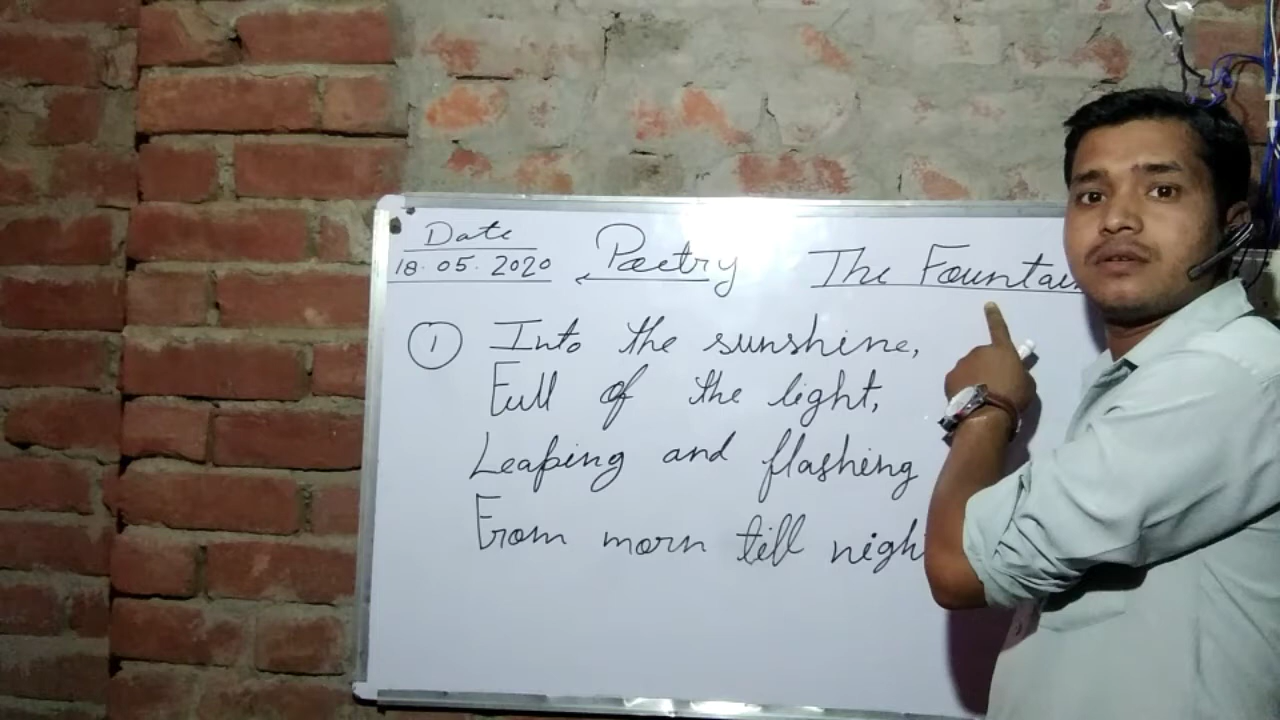 Date
18.05.2020
Poetry The Fountai
1 Into the sunshine,
Full of the light,
Leaping and flashing
From morn till nigh